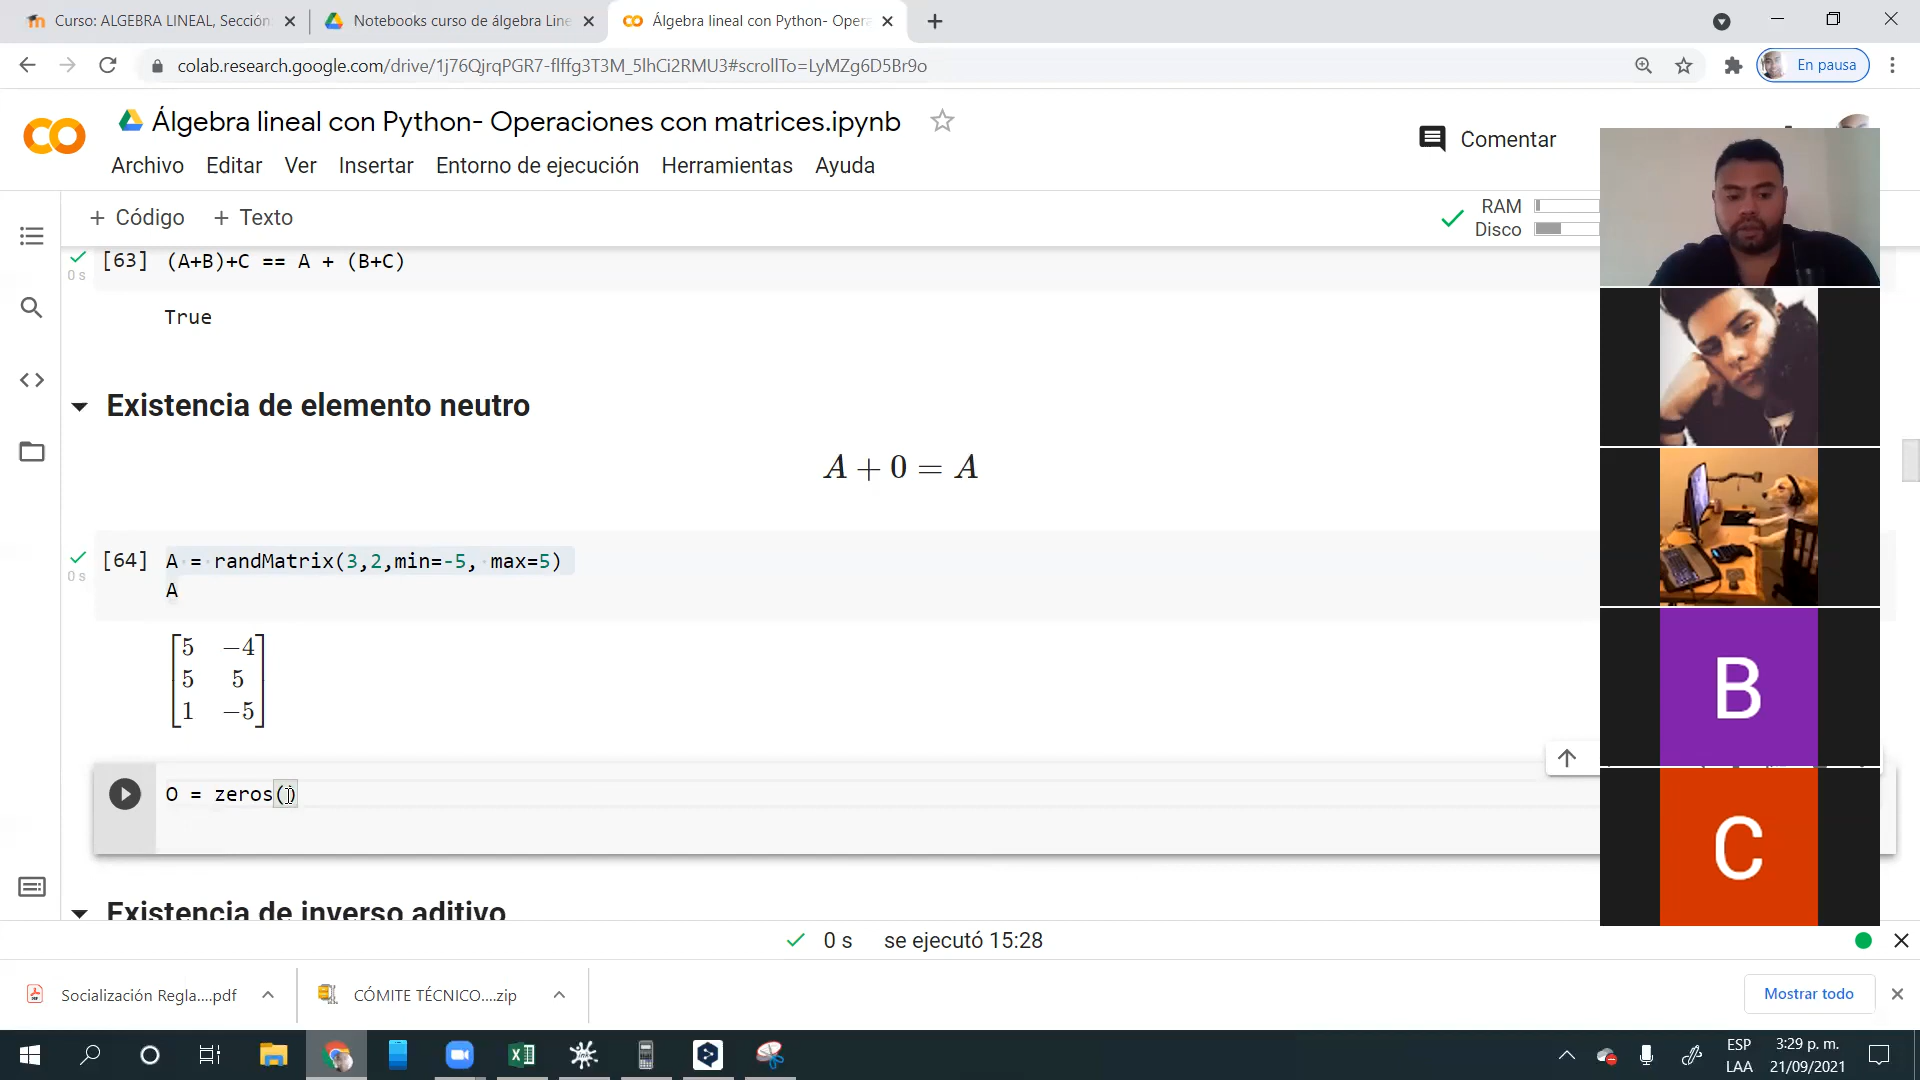 Curso: ALGEBRA LINEAL, Sección
Notebooks curso de álgebra Line
Álgebra lineal con Python- Opera
colab.research.google.com/drive/1j76QjrqPGR7-flffg3T3M_5lhCi2RMU3#scrollTo=LyMZg6D5Br9o
En pausa
Álgebra lineal con Python- Operaciones con matrices.ipynb
Comentar
Archivo Editar Ver Insertar Entorno de ejecución Herramientas Ayuda
+ Código + Texto
RAM
Disco
[63] (A+B)+C == A + (B+C)
0 s
True
Existencia de elemento neutro
A + 0 = A
[64] A = randMatrix(3,2,min=-5, max=5)
0 s
A
5 −4
5 5
1 −5
O = zeros()
B
C
Existencia de inverso aditivo
0 s se ejecutó 15:28
Socialización Regla....pdf
CÓMITE TÉCNICO....zip
Mostrar todo
ESP
LAA
3:29 p. m.
21/09/2021